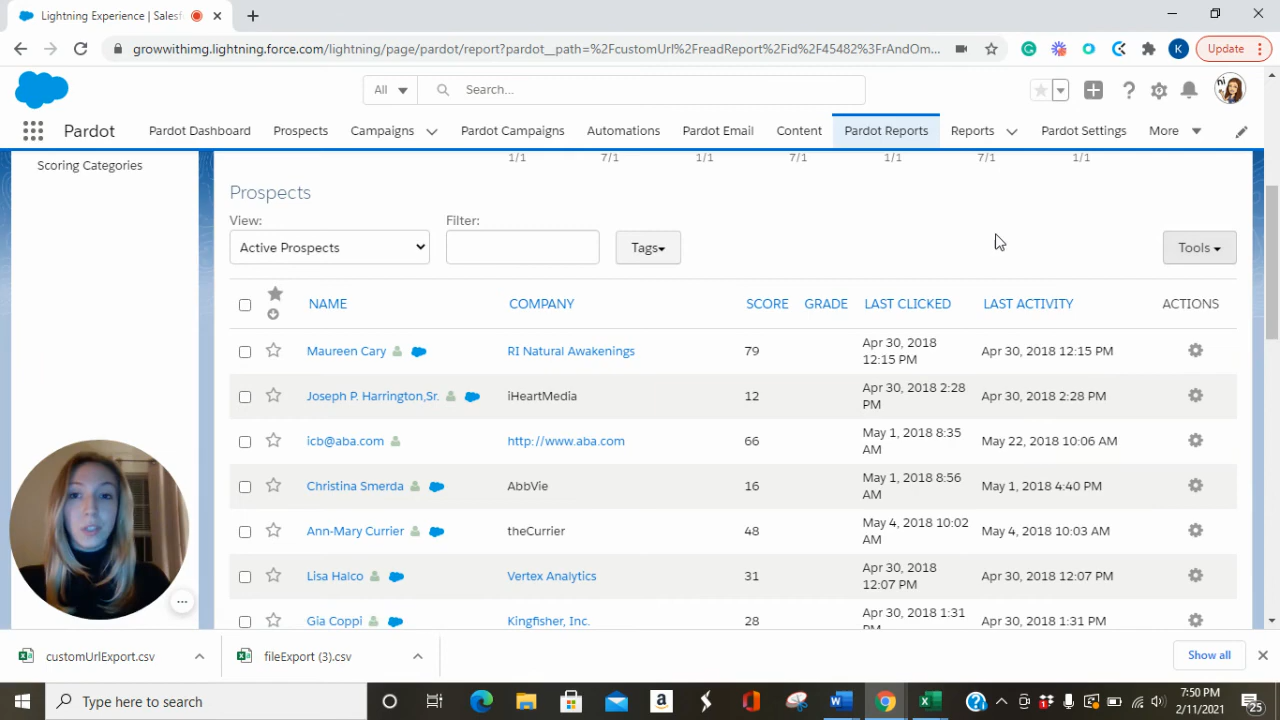 Lightning Experience | Salesf
growwithimg.lightning.force.com/lightning/page/pardot/report?pardot__path=%2FcustomUrl%2FreadReport%2Fid%2F45482%3FrAndOm...
K
Update
All
Search...
hi
Pardot
Pardot Dashboard
Prospects
Campaigns
Pardot Campaigns
Automations
Pardot Email
Content
Pardot Reports
Reports
Pardot Settings
More
Scoring Categories
1/1 7/1 1/1 7/1 1/1 7/1 1/1
Prospects
View:
Filter:
Active Prospects
Tags
Tools
NAME COMPANY SCORE GRADE LAST CLICKED LAST ACTIVITY ACTIONS
Maureen Cary RI Natural Awakenings 79 Apr 30, 2018 12:15 PM Apr 30, 2018 12:15 PM
Joseph P. Harrington,Sr. iHeartMedia 12 Apr 30, 2018 2:28 PM Apr 30, 2018 2:28 PM
icb@aba.com http://www.aba.com 66 May 1, 2018 8:35 AM May 22, 2018 10:06 AM
Christina Smerda AbbVie 16 May 1, 2018 8:56 AM May 1, 2018 4:40 PM
Ann-Mary Currier theCurrier 48 May 4, 2018 10:02 AM May 4, 2018 10:03 AM
Lisa Halco Vertex Analytics 31 Apr 30, 2018 12:07 PM Apr 30, 2018 12:07 PM
Gia Coppi Kingfisher, Inc. 28 Apr 30, 2018 1:31 PM Apr 30, 2018 1:31 PM
customUrlExport.csv
fileExport (3).csv
Show all
Type here to search
7:50 PM
2/11/2021
25